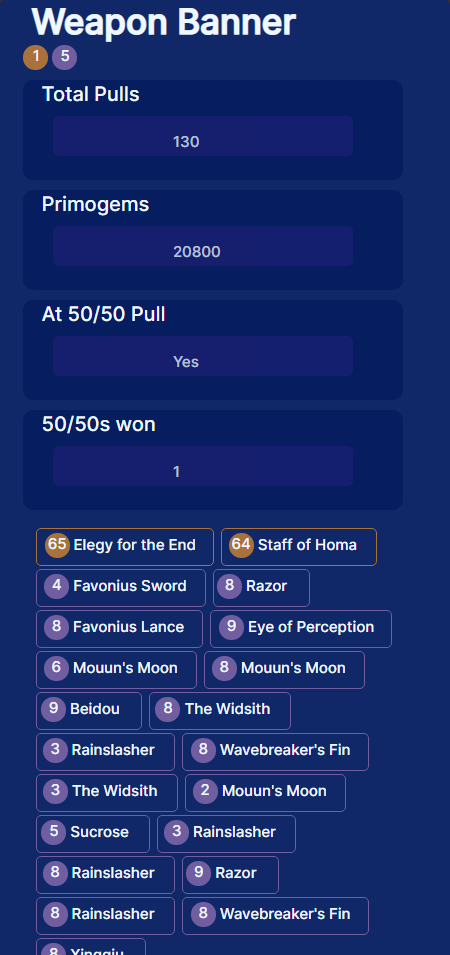 Weapon Banner
1 5
Total Pulls
130
Primogems
20800
At 50/50 Pull
Yes
50/50s won
1
65 Elegy for the End 64 Staff of Homa
4 Favonius Sword 8 Razor
8 Favonius Lance 9 Eye of Perception
6 Mouun's Moon 8 Mouun's Moon
9 Beidou 8 The Widsith
3 Rainslasher 8 Wavebreaker's Fin
3 The Widsith 2 Mouun's Moon
5 Sucrose 3 Rainslasher
8 Rainslasher 9 Razor
8 Rainslasher 8 Wavebreaker's Fin
8 Xingqiu